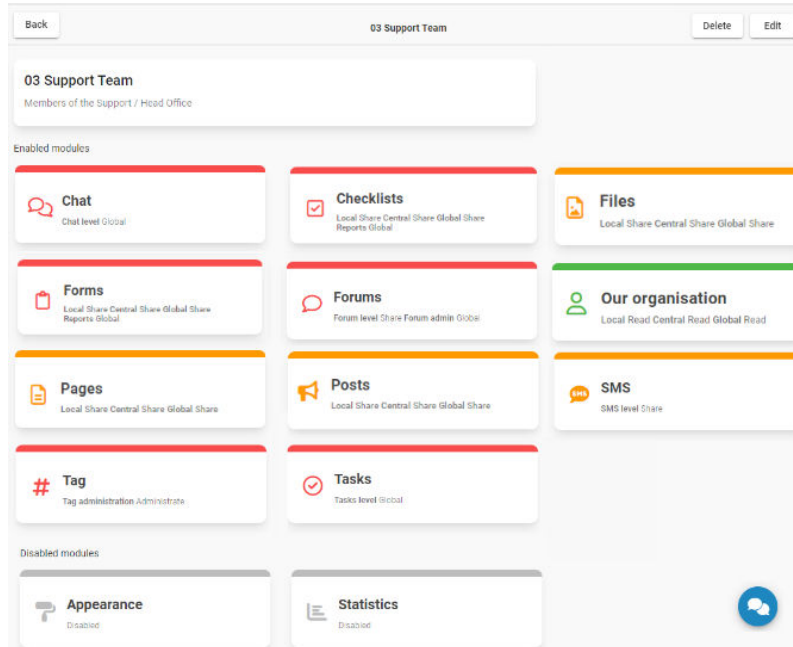 Back
03 Support Team
Delete
Edit
03 Support Team
Members of the Support / Head Office
Enabled modules
Chat
Chat level Global
Checklists
Local Share Central Share Global Share
Reports Global
Files
Local Share Central Share Global Share
Forms
Local Share Central Share Global Share
Reports Global
Forums
Forum level Share Forum admin Global
Our organisation
Local Read Central Read Global Read
Pages
Local Share Central Share Global Share
Posts
Local Share Central Share Global Share
SMS
SMS
SMS level Share
Tag
Tag administration Administrate
Tasks
Tasks level Global
Disabled modules
Appearance
Disabled
Statistics
Disabled